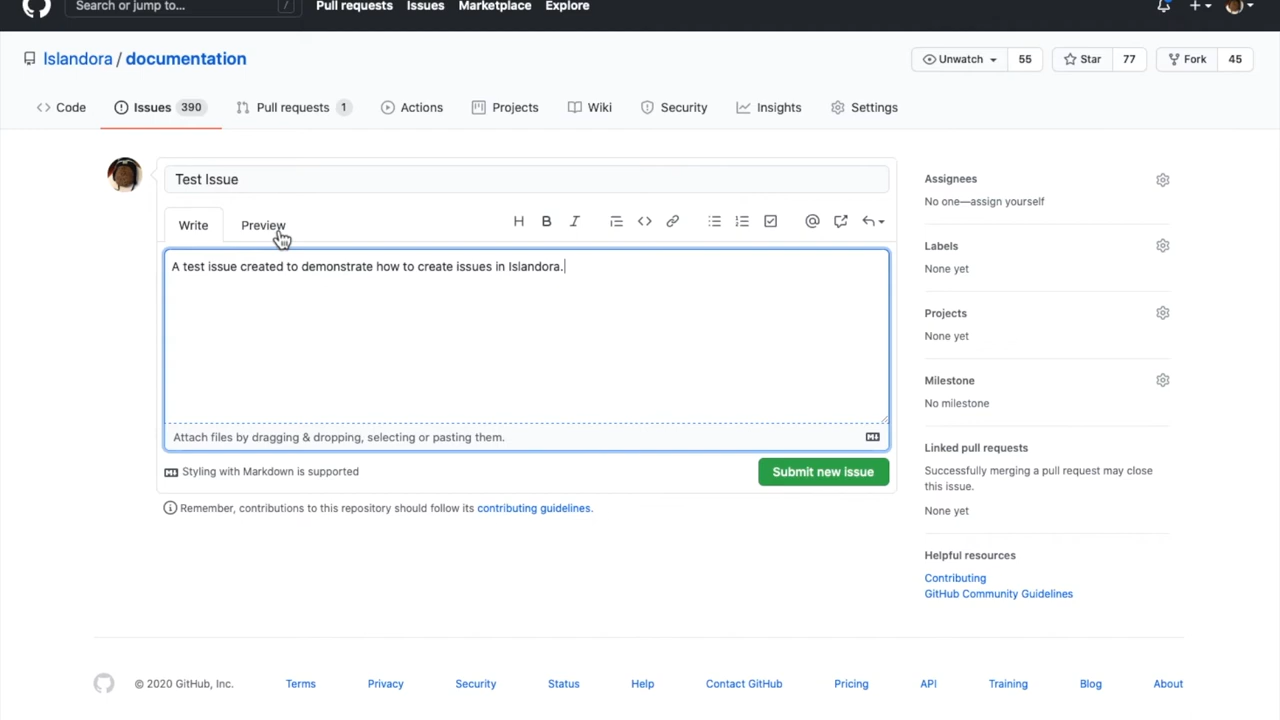 Search or jump to... /
Pull requests Issues Marketplace Explore
Islandora / documentation
Unwatch 55 Star 77 Fork 45
Code Issues 390 Pull requests 1 Actions Projects Wiki Security Insights Settings
Test Issue
Write Preview
A test issue created to demonstrate how to create issues in Islandora.
Attach files by dragging & dropping, selecting or pasting them.
Styling with Markdown is supported
Submit new issue
Remember, contributions to this repository should follow its contributing guidelines.
Assignees
No one—assign yourself
Labels
None yet
Projects
None yet
Milestone
No milestone
Linked pull requests
Successfully merging a pull request may close
this issue.
None yet
Helpful resources
Contributing
GitHub Community Guidelines
© 2020 GitHub, Inc. Terms Privacy Security Status Help Contact GitHub Pricing API Training Blog About